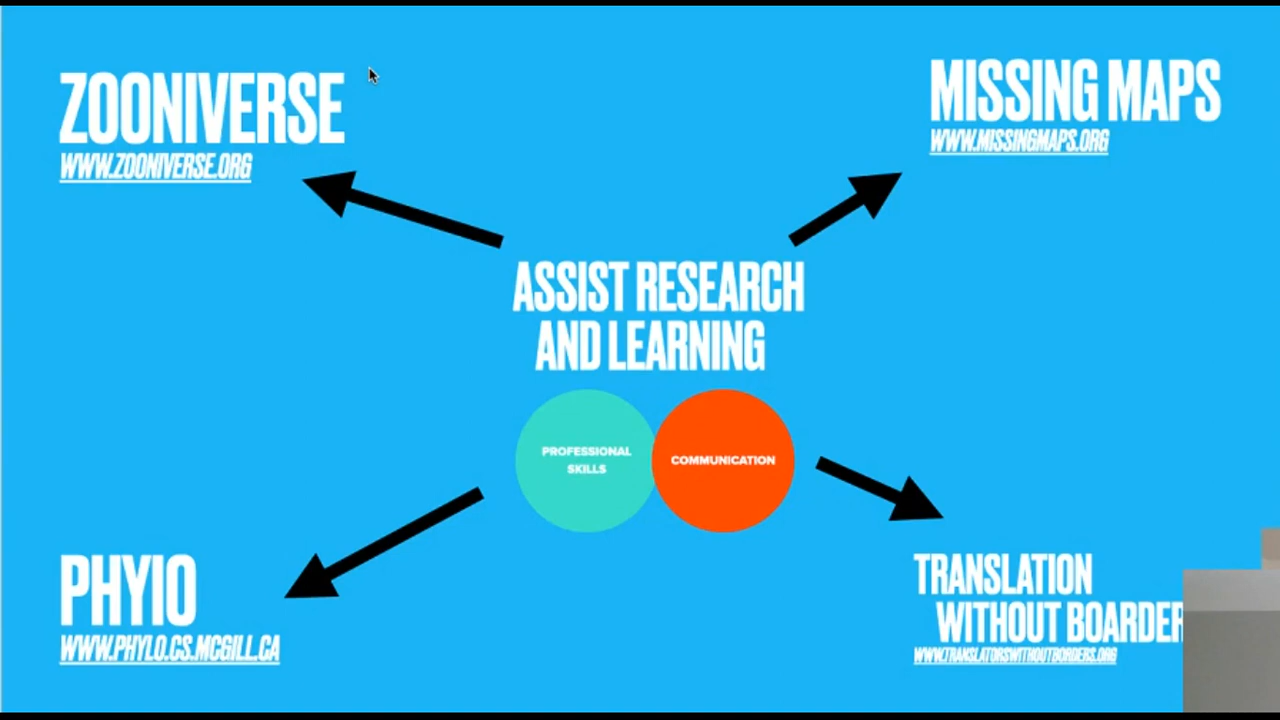 ZOONIVERSE
WWW.ZOONIVERSE.ORG
MISSING MAPS
WWW.MISSINGMAPS.ORG
ASSIST RESEARCH
AND LEARNING
PROFESSIONAL
SKILLS
COMMUNICATION
PHYIO
WWW.PHYLO.CS.MCGILL.CA
TRANSLATION
WITHOUT BOARDER
WWW.TRANSLATORSWITHOUTBORDERS.ORG